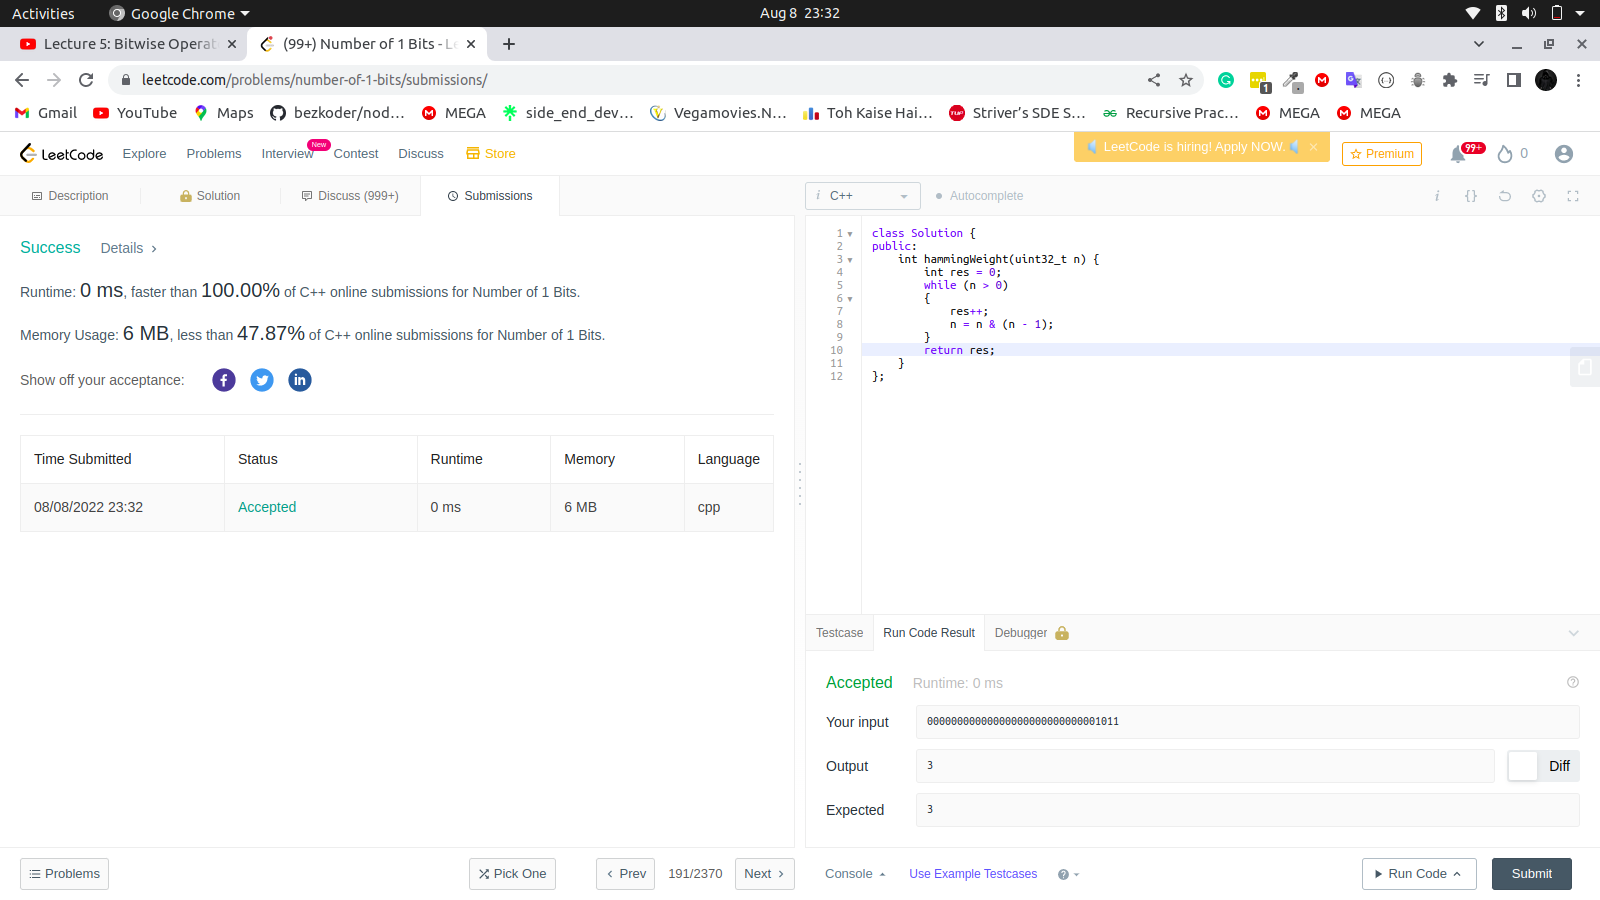 Activities Google Chrome Aug 8 23:32
Lecture 5: Bitwise Operat (99+) Number of 1 Bits - Le
leetcode.com/problems/number-of-1-bits/submissions/ 1
Gmail YouTube Maps bezkoder/nod... MEGA side_end_dev... Vegamovies.N... Toh Kaise Hai... Striver's SDE S... Recursive Prac... MEGA MEGA
LeetCode Explore Problems Interview New Contest Discuss Store LeetCode is hiring! Apply NOW. Premium 99+ 0
Description Solution Discuss (999+) Submissions
i C++ Autocomplete i {}
Success Details
Runtime: 0 ms, faster than 100.00% of C++ online submissions for Number of 1 Bits.
Memory Usage: 6 MB, less than 47.87% of C++ online submissions for Number of 1 Bits.
Show off your acceptance:
Time Submitted Status Runtime Memory Language
08/08/2022 23:32 Accepted 0 ms 6 MB cpp
1 class Solution {
2 public:
3 int hammingWeight(uint32_t n) {
4 int res = 0;
5 while (n > 0)
6 {
7 res++;
8 n = n & (n - 1);
9 }
10 return res;
11 }
12 };
Testcase Run Code Result Debugger
Accepted Runtime: 0 ms
Your input 00000000000000000000000000001011
Output 3 Diff
Expected 3
Problems Pick One Prev 191/2370 Next Console Use Example Testcases Run Code Submit